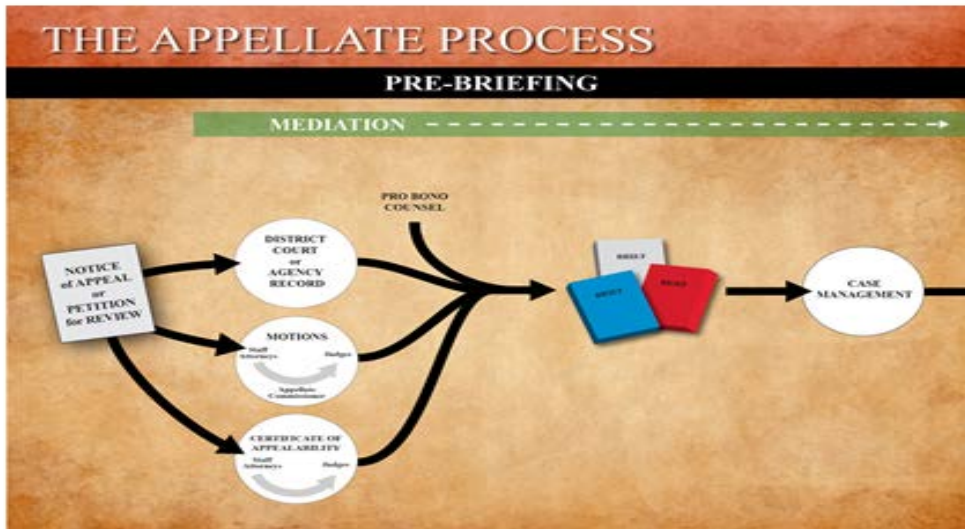 THE APPELLATE PROCESS
PRE-BRIEFING
MEDIATION
PRO BONO
COUNSEL
NOTICE
of APPEAL
or
PETITION
for REVIEW
DISTRICT
COURT
or
AGENCY
RECORD
MOTIONS
Staff
Attorneys
Judges
Appellate
Commissioner
CERTIFICATE OF
APPEALABILITY
Staff
Attorneys
Judges
BRIEF
BRIEF
BRIEF
CASE
MANAGEMENT